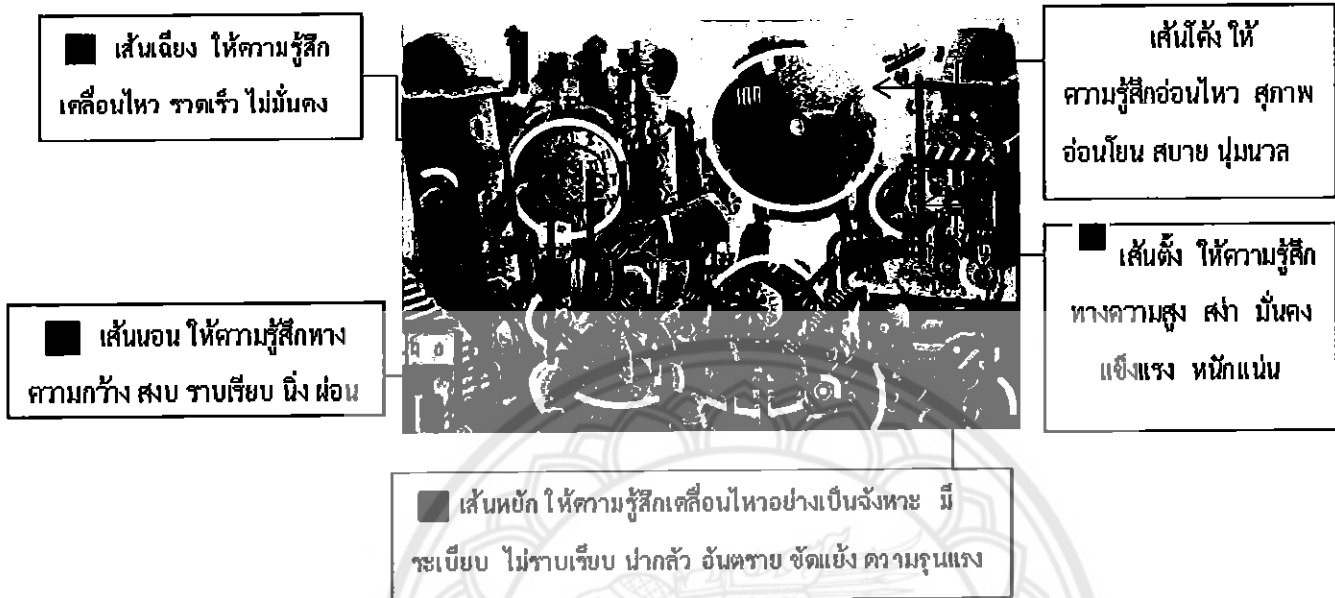 เส้นเฉียง ให้ความรู้สึก
เคลื่อนไหว รวดเร็ว ไม่มั่นคง
เส้นโค้ง ให้
ความรู้สึกอ่อนไหว สุภาพ
อ่อนโยน สบาย นุ่มนวล
เส้นตั้ง ให้ความรู้สึก
ทางความสูง สง่า มั่นคง
แข็งแรง หนักแน่น
เส้นนอน ให้ความรู้สึกทาง
ความกว้าง สงบ ราบเรียบ นิ่ง ผ่อน
เส้นหยัก ให้ความรู้สึกเคลื่อนไหวอย่างเป็นจังหวะ มี
ระเบียบ ไม่ราบเรียบ น่ากลัว อันตราย ขัดแย้ง ความรุนแรง